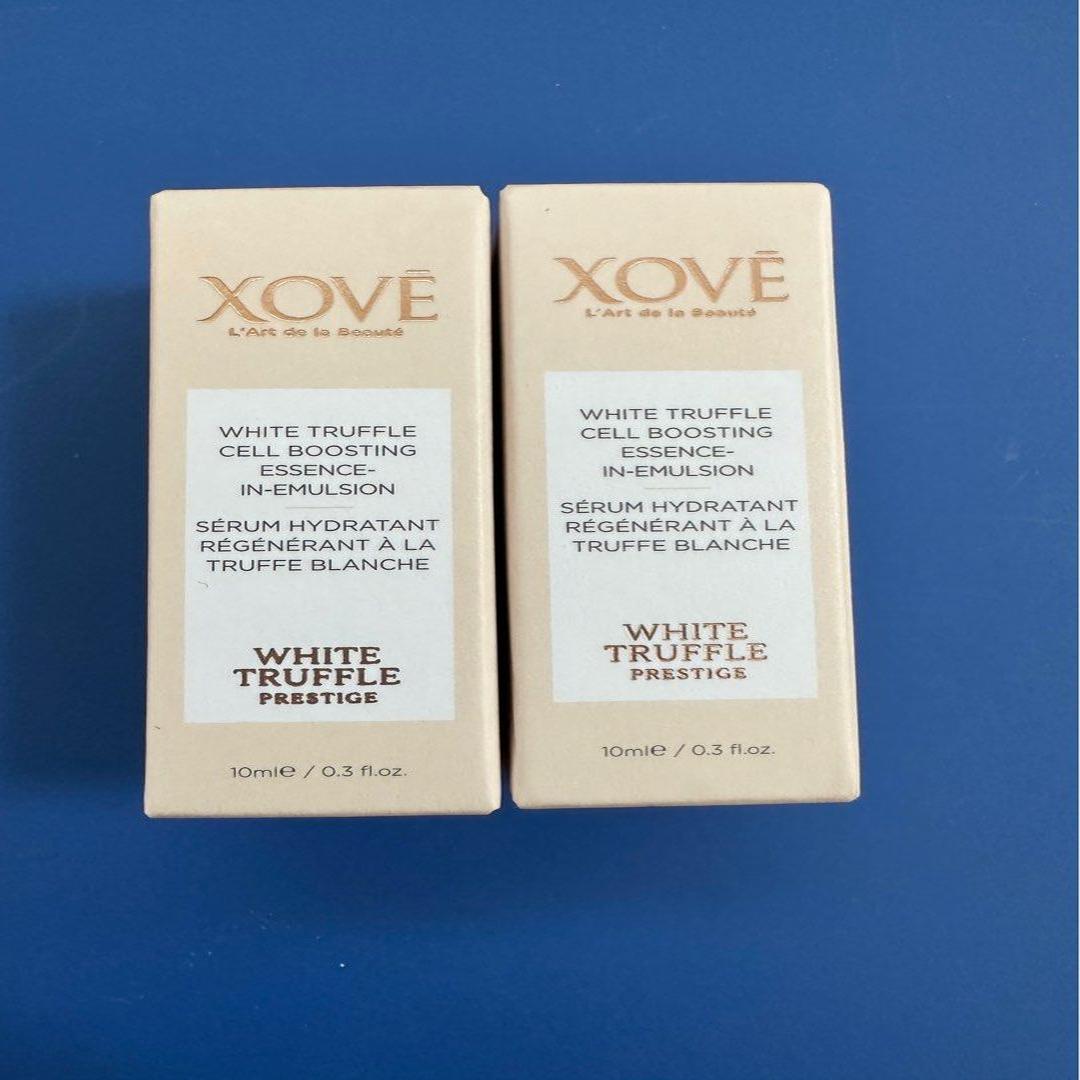 XOVĒ
L'Art de la Beauté
WHITE TRUFFLE
CELL BOOSTING
ESSENCE-
IN-EMULSION
SÉRUM HYDRATANT
RÉGÉNÉRANT À LA
TRUFFE BLANCHE
WHITE
TRUFFLE
PRESTIGE
10ml℮ / 0.3 fl.oz.
XOVĒ
L'Art de la Beauté
WHITE TRUFFLE
CELL BOOSTING
ESSENCE-
IN-EMULSION
SÉRUM HYDRATANT
RÉGÉNÉRANT À LA
TRUFFE BLANCHE
WHITE
TRUFFLE
PRESTIGE
10ml℮ / 0.3 fl.oz.